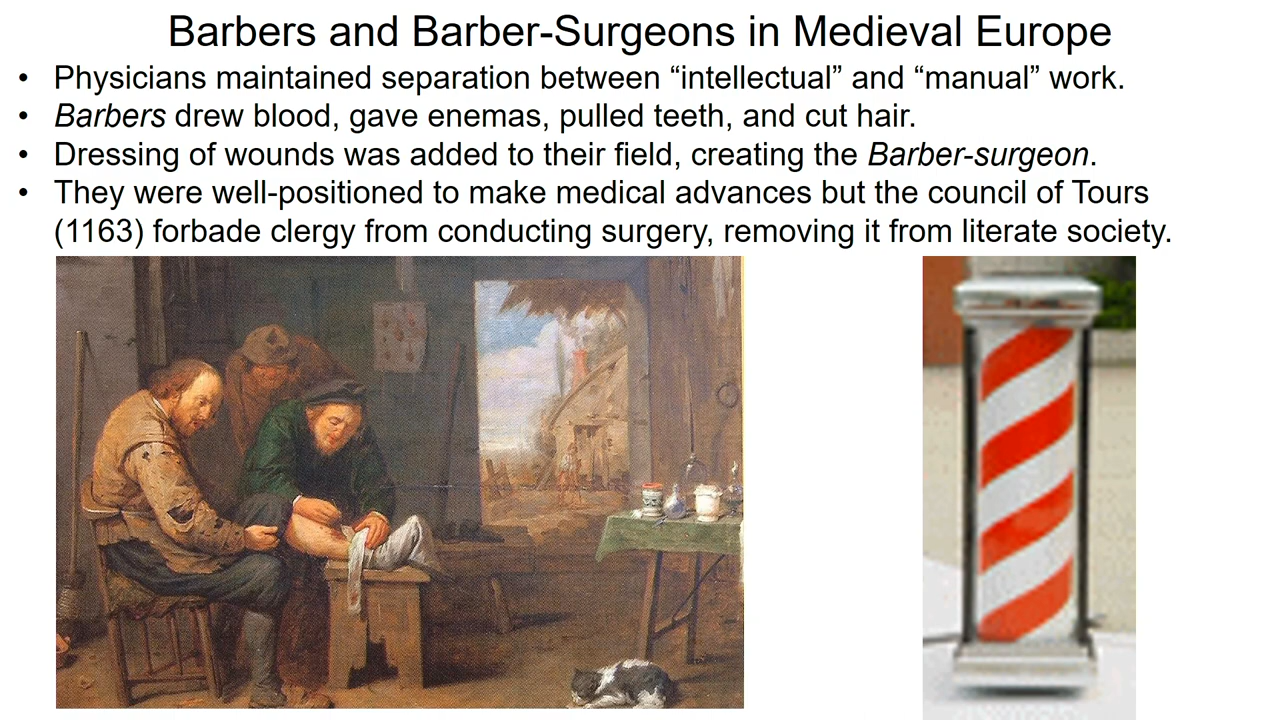 Barbers and Barber-Surgeons in Medieval Europe
• Physicians maintained separation between “intellectual” and “manual” work.
• Barbers drew blood, gave enemas, pulled teeth, and cut hair.
• Dressing of wounds was added to their field, creating the Barber-surgeon.
• They were well-positioned to make medical advances but the council of Tours
(1163) forbade clergy from conducting surgery, removing it from literate society.